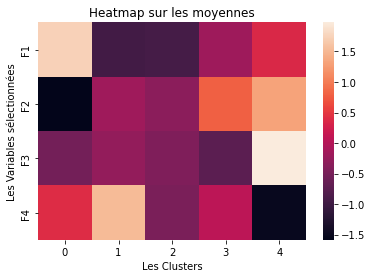 Heatmap sur les moyennes
Les Variables sélectionnées
F1
F2
F3
F4
0 1 2 3 4
Les Clusters
1.5
1.0
0.5
0.0
−0.5
−1.0
−1.5